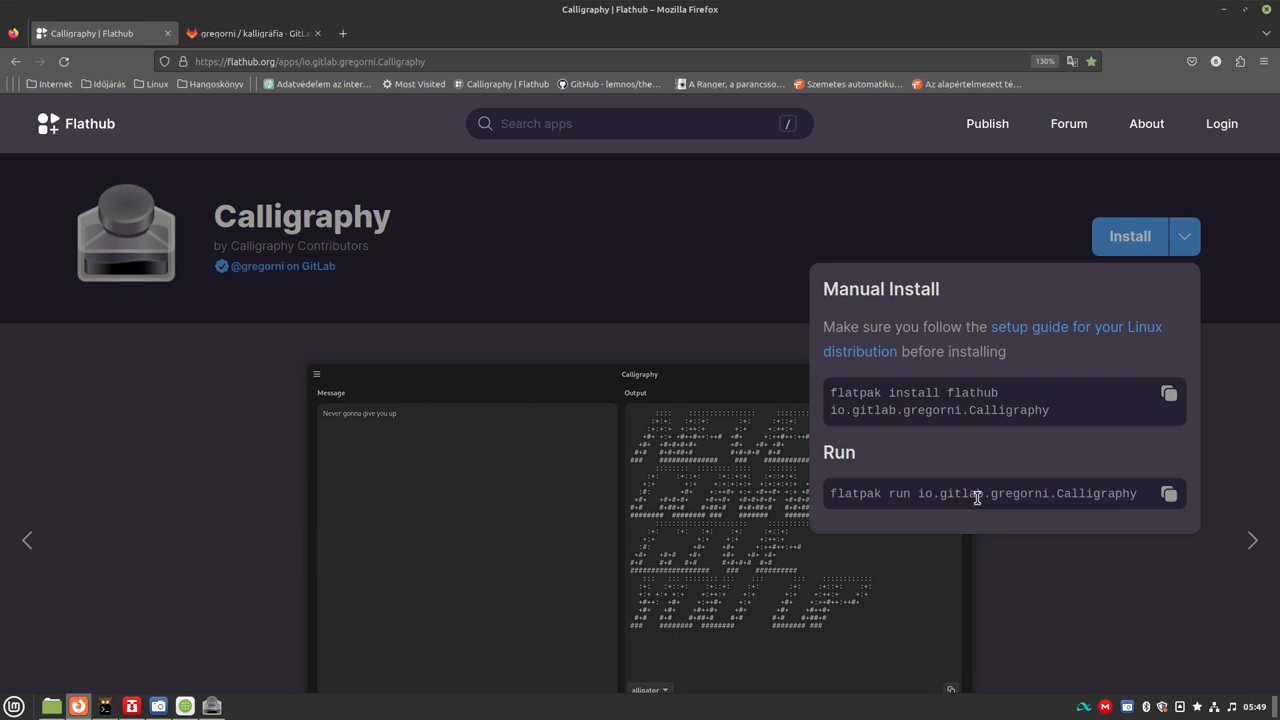 Calligraphy | Flathub – Mozilla Firefox
Calligraphy | Flathub
gregorni / kalligráfia · GitLa
https://flathub.org/apps/io.gitlab.gregorni.Calligraphy
130%
Internet
Időjárás
Linux
Hangoskönyv
Adatvédelem az inter…
Most Visited
Calligraphy | Flathub
GitHub - lemnos/the…
A Ranger, a parancsso…
Szemetes automatiku…
Az alapértelmezett té…
Flathub
Search apps
/
Publish
Forum
About
Login
Calligraphy
by Calligraphy Contributors
@gregorni on GitLab
Install
Manual Install
Make sure you follow the setup guide for your Linux
distribution before installing
flatpak install flathub
io.gitlab.gregorni.Calligraphy
Run
flatpak run io.gitlab.gregorni.Calligraphy
Calligraphy
Message
Output
Never gonna give you up
alligator
05:49